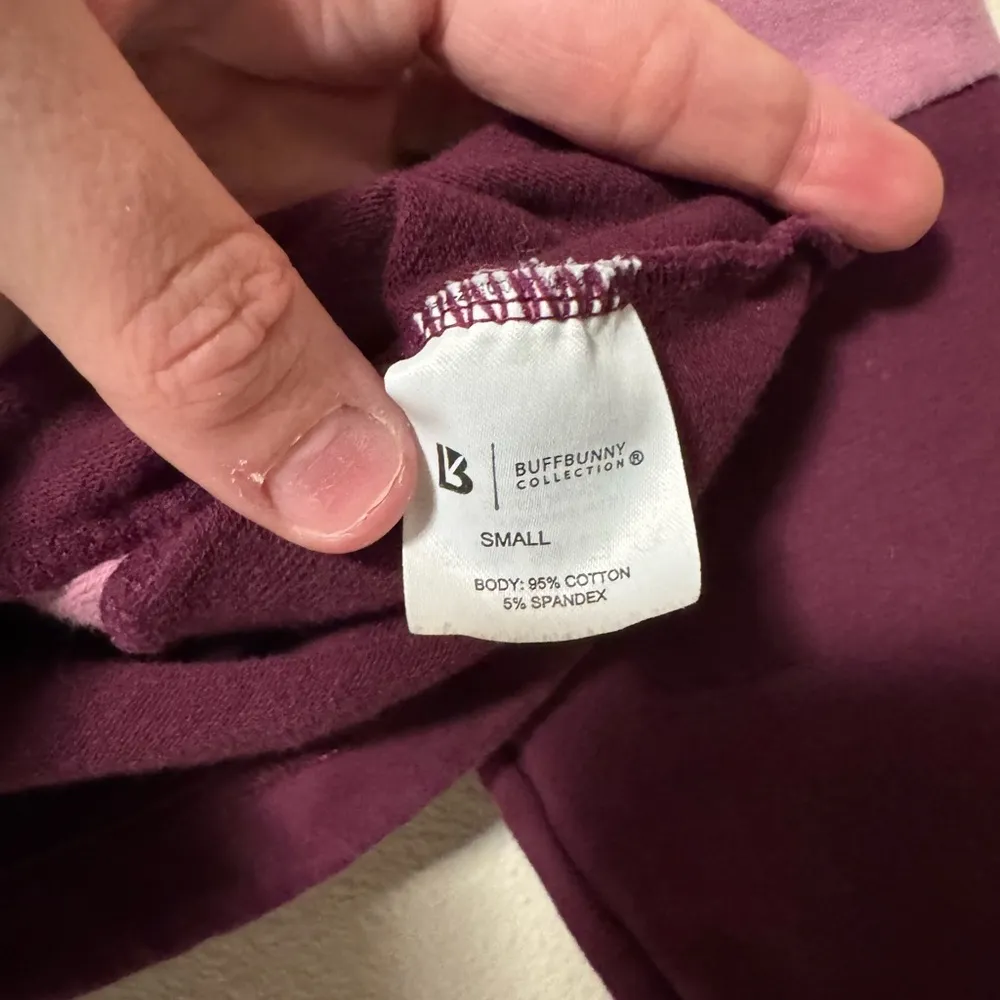 BUFFBUNNY
COLLECTION®
SMALL
BODY: 95% COTTON
5% SPANDEX